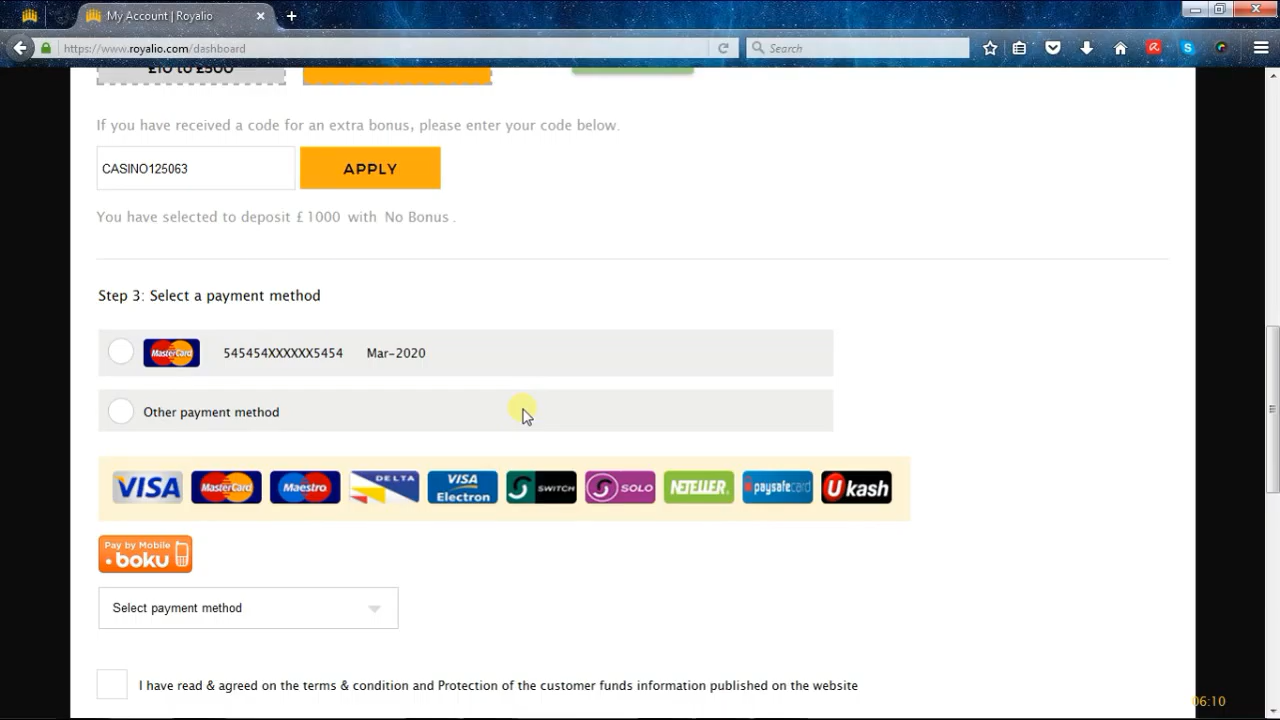 My Account | Royalio
https://www.royalio.com/dashboard
Search
£10 to £500
If you have received a code for an extra bonus, please enter your code below.
CASINO125063
APPLY
You have selected to deposit £ 1000 with No Bonus .
Step 3: Select a payment method
MasterCard 545454XXXXXX5454 Mar-2020
Other payment method
VISA MasterCard Maestro DELTA VISA Electron S SWITCH S SOLO NETELLER paysafecard Ukash
Pay by Mobile
boku
Select payment method
I have read & agreed on the terms & condition and Protection of the customer funds information published on the website
06:10